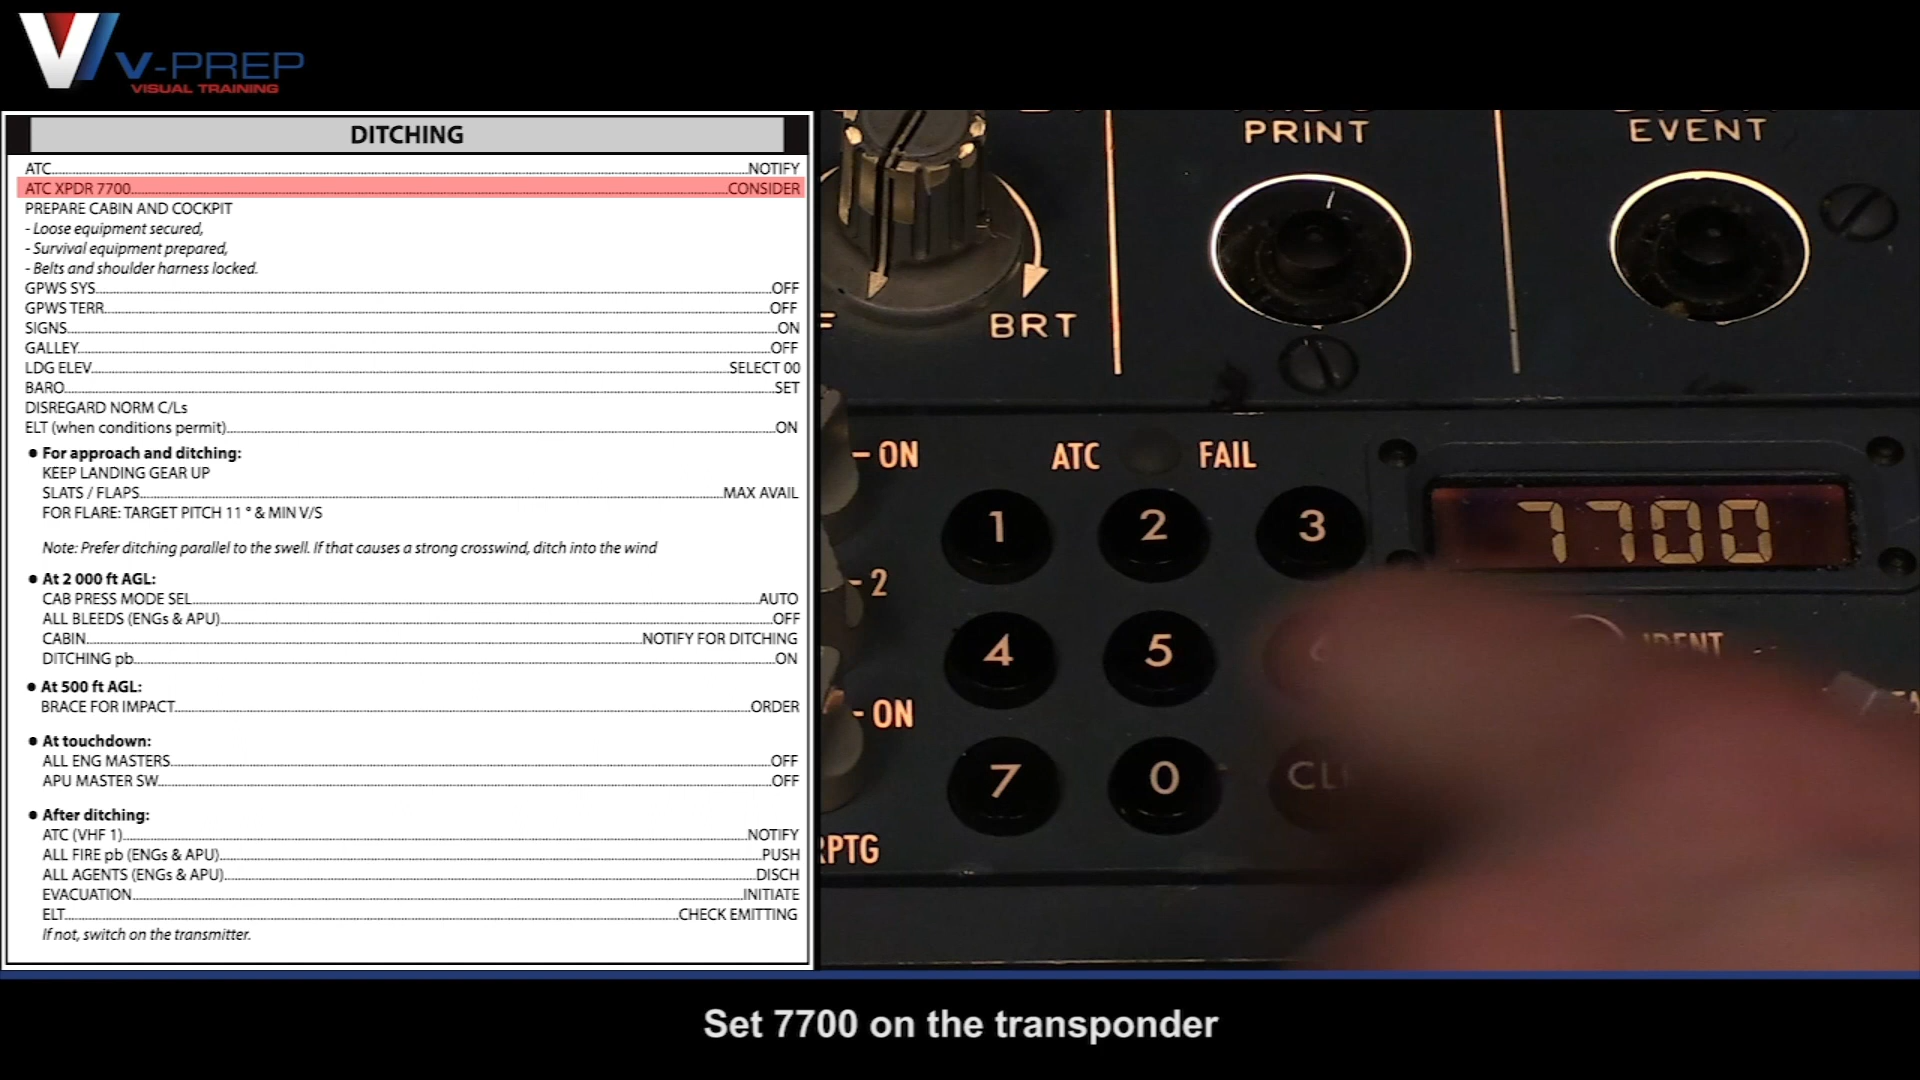 V-PREP
VISUAL TRAINING
DITCHING
ATC NOTIFY
ATC XPDR 7700 CONSIDER
PREPARE CABIN AND COCKPIT
- Loose equipment secured,
- Survival equipment prepared,
- Belts and shoulder harness locked.
GPWS SYS OFF
GPWS TERR OFF
SIGNS ON
GALLEY OFF
LDG ELEV SELECT 00
BARO SET
DISREGARD NORM C/Ls
ELT (when conditions permit) ON
• For approach and ditching:
KEEP LANDING GEAR UP
SLATS / FLAPS MAX AVAIL
FOR FLARE: TARGET PITCH 11 ° & MIN V/S
Note: Prefer ditching parallel to the swell. If that causes a strong crosswind, ditch into the wind
• At 2 000 ft AGL:
CAB PRESS MODE SEL AUTO
ALL BLEEDS (ENGs & APU) OFF
CABIN NOTIFY FOR DITCHING
DITCHING pb ON
• At 500 ft AGL:
BRACE FOR IMPACT ORDER
• At touchdown:
ALL ENG MASTERS OFF
APU MASTER SW OFF
• After ditching:
ATC (VHF 1) NOTIFY
ALL FIRE pb (ENGs & APU) PUSH
ALL AGENTS (ENGs & APU) DISCH
EVACUATION INITIATE
ELT CHECK EMITTING
If not, switch on the transmitter.
PRINT
EVENT
BRT
- ON
ATC FAIL
1 2 3
7700
- 2
4 5
IDENT
- ON
7 0
RPTG
Set 7700 on the transponder